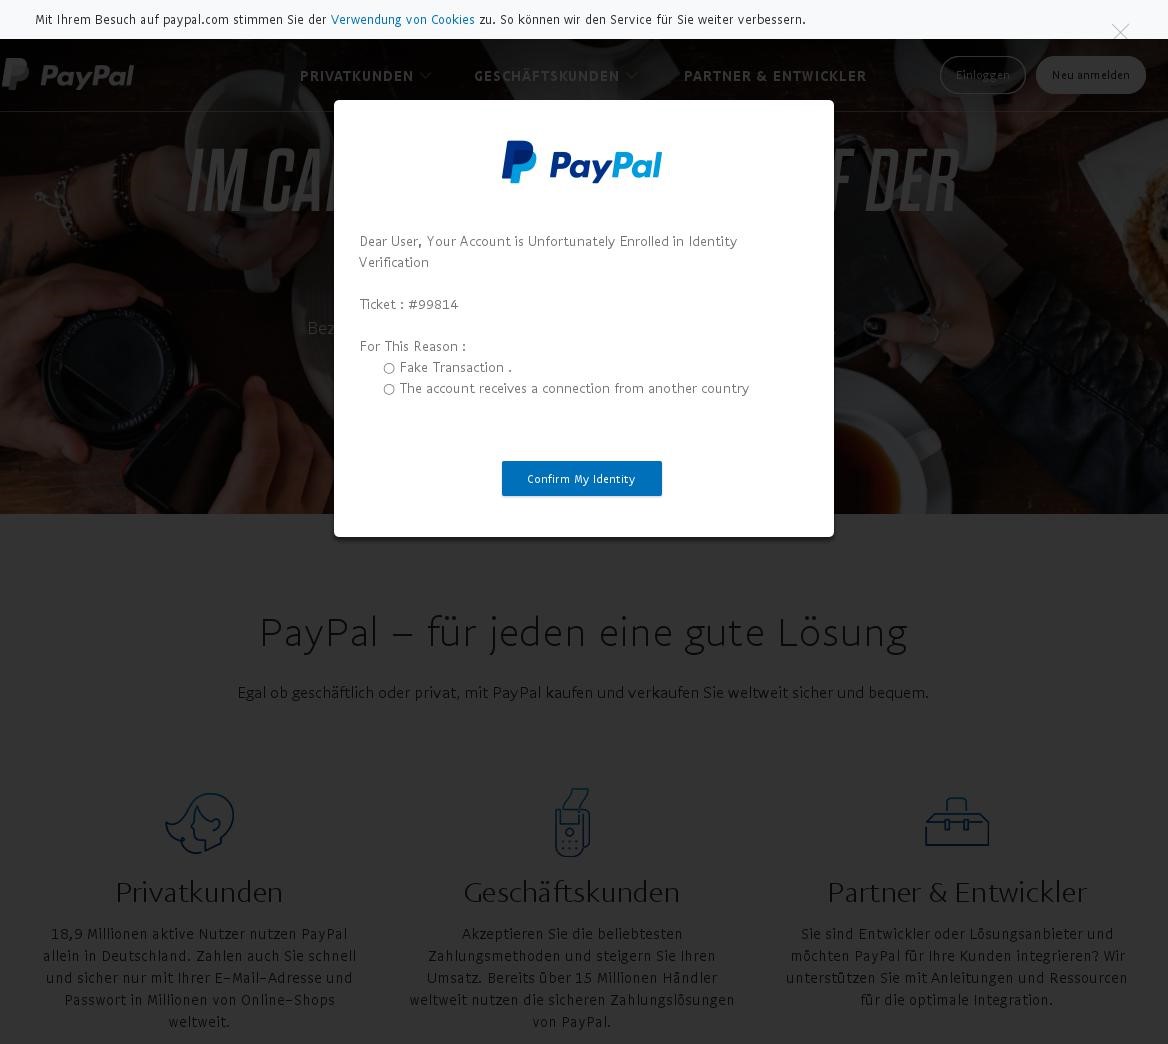 Mit Ihrem Besuch auf paypal.com stimmen Sie der Verwendung von Cookies zu. So können wir den Service für Sie weiter verbessern.
PayPal PRIVATKUNDEN GESCHÄFTSKUNDEN PARTNER & ENTWICKLER Einloggen Neu anmelden
IM CA F DER
PayPal
Dear User, Your Account is Unfortunately Enrolled in Identity
Verification
Ticket : #99814
Bez
For This Reason :
Fake Transaction .
The account receives a connection from another country
Confirm My Identity
PayPal – für jeden eine gute Lösung
Egal ob geschäftlich oder privat, mit PayPal kaufen und verkaufen Sie weltweit sicher und bequem.
Privatkunden
18,9 Millionen aktive Nutzer nutzen PayPal
allein in Deutschland. Zahlen auch Sie schnell
und sicher nur mit Ihrer E-Mail-Adresse und
Passwort in Millionen von Online-Shops
weltweit.
Geschäftskunden
Akzeptieren Sie die beliebtesten
Zahlungsmethoden und steigern Sie Ihren
Umsatz. Bereits über 15 Millionen Händler
weltweit nutzen die sicheren Zahlungslösungen
von PayPal.
Partner & Entwickler
Sie sind Entwickler oder Lösungsanbieter und
möchten PayPal für Ihre Kunden integrieren? Wir
unterstützen Sie mit Anleitungen und Ressourcen
für die optimale Integration.